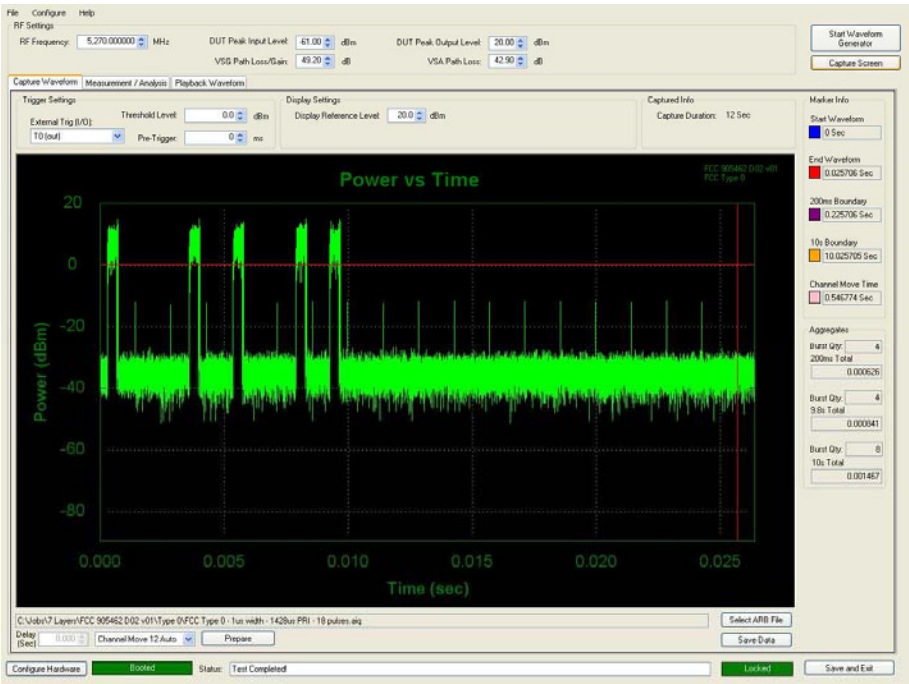 File Configure Help
RF Settings
RF Frequency: 5,270.000000 MHz DUT Peak Input Level: -61.00 dBm DUT Peak Output Level: 20.00 dBm
VSG Path Loss/Gain: 49.20 dB VSA Path Loss: 42.90 dB
Start Waveform Generator
Capture Screen
Capture Waveform Measurement / Analysis Playback Waveform
Trigger Settings
External Trig (I/O): Threshold Level: 0.0 dBm
T0 (out) Pre-Trigger: 0 ms
Display Settings
Display Reference Level: 20.0 dBm
Captured Info
Capture Duration: 12 Sec
Marker Info
Start Waveform
0 Sec
End Waveform
0.025706 Sec
200ms Boundary
0.225706 Sec
10s Boundary
10.025705 Sec
Channel Move Time
0.546774 Sec
Aggregates
Burst Qty: 4
200ms Total
0.000626
Burst Qty: 4
9.8s Total
0.000841
Burst Qty: 8
10s Total
0.001467
Power vs Time
FCC 905462 D02 v01
FCC Type 0
20
0
-20
-40
-60
-80
Power (dBm)
0.000 0.005 0.010 0.015 0.020 0.025
Time (sec)
C:\Jobs\7 Layers\FCC 905462 D02 v01\Type 0\FCC Type 0 - 1us width - 1428us PRI - 18 pulses.aiq
Select ARB File
Delay (Sec) 0.000 Channel Move 12 Auto Prepare
Save Data
Configure Hardware Booted Status: Test Completed! Locked Save and Exit